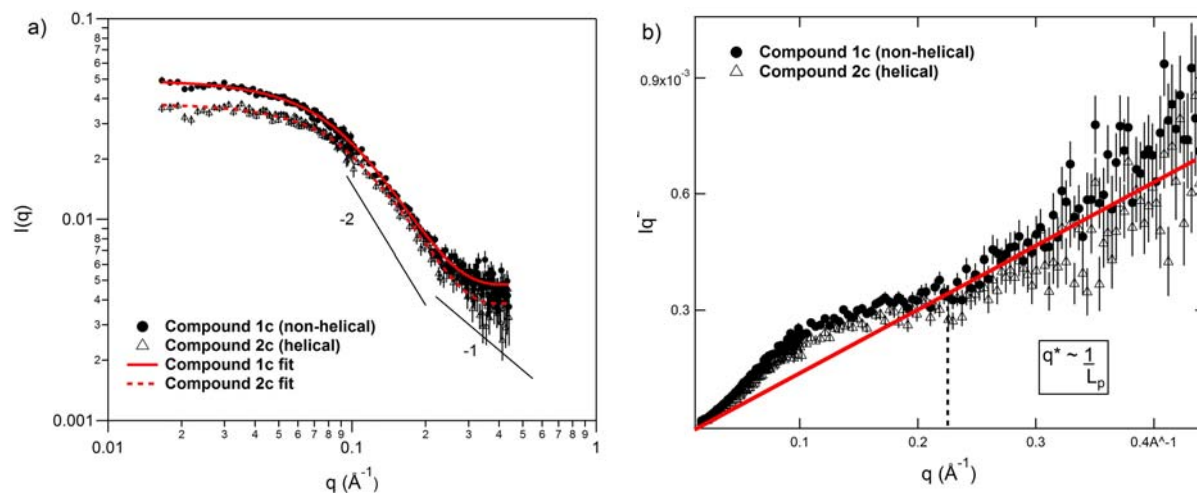 a)
I(q)
0.1
8
7
6
5
4
3
2
0.01
8
7
6
5
4
3
2
0.001
-2
-1
Compound 1c (non-helical)
Compound 2c (helical)
Compound 1c fit
Compound 2c fit
0.01
2
3
4
5
6
7
8
9
0.1
2
3
4
5
6
7
8
9
1
q (Å⁻¹)
b)
Compound 1c (non-helical)
Compound 2c (helical)
0.9x10⁻³
0.6
0.3
q* ~ 1
Lₚ
0.1
0.2
0.3
0.4A^-1
q (Å⁻¹)